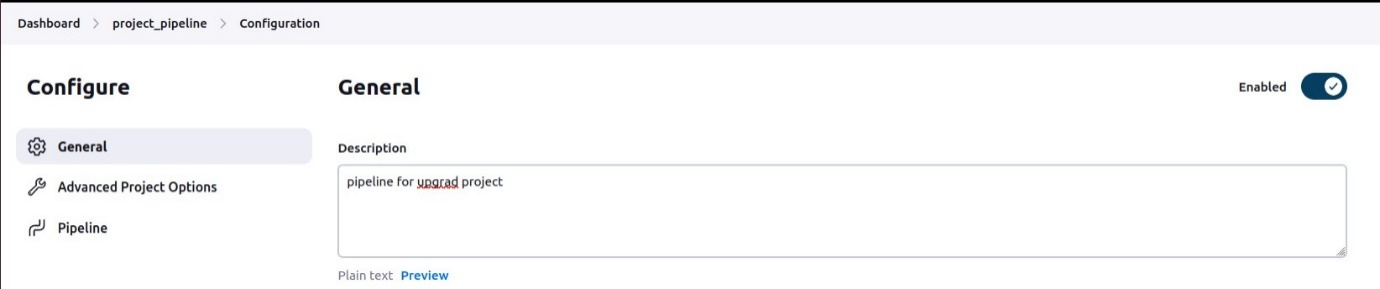 Dashboard > project_pipeline > Configuration
Configure
General
Enabled
General
Advanced Project Options
Pipeline
Description
pipeline for upgrad project
Plain text Preview